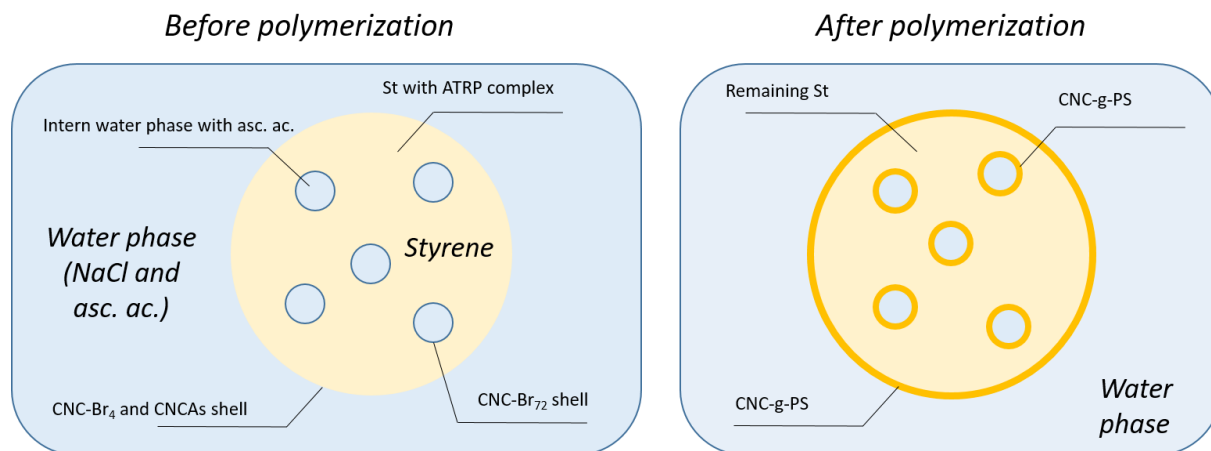 Before polymerization
St with ATRP complex
Intern water phase with asc. ac.
Water phase
(NaCl and
asc. ac.)
Styrene
CNC-Br₄ and CNCAs shell
CNC-Br₇₂ shell
After polymerization
Remaining St
CNC-g-PS
CNC-g-PS
Water
phase